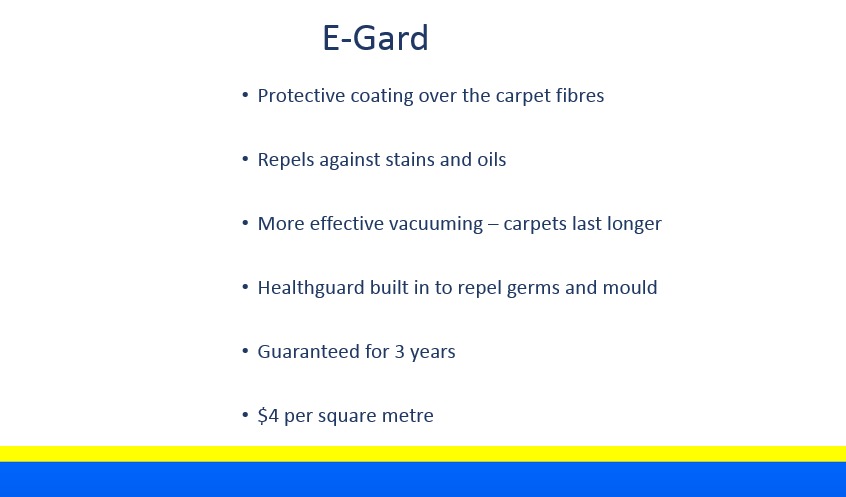 E-Gard
• Protective coating over the carpet fibres
• Repels against stains and oils
• More effective vacuuming – carpets last longer
• Healthguard built in to repel germs and mould
• Guaranteed for 3 years
• $4 per square metre